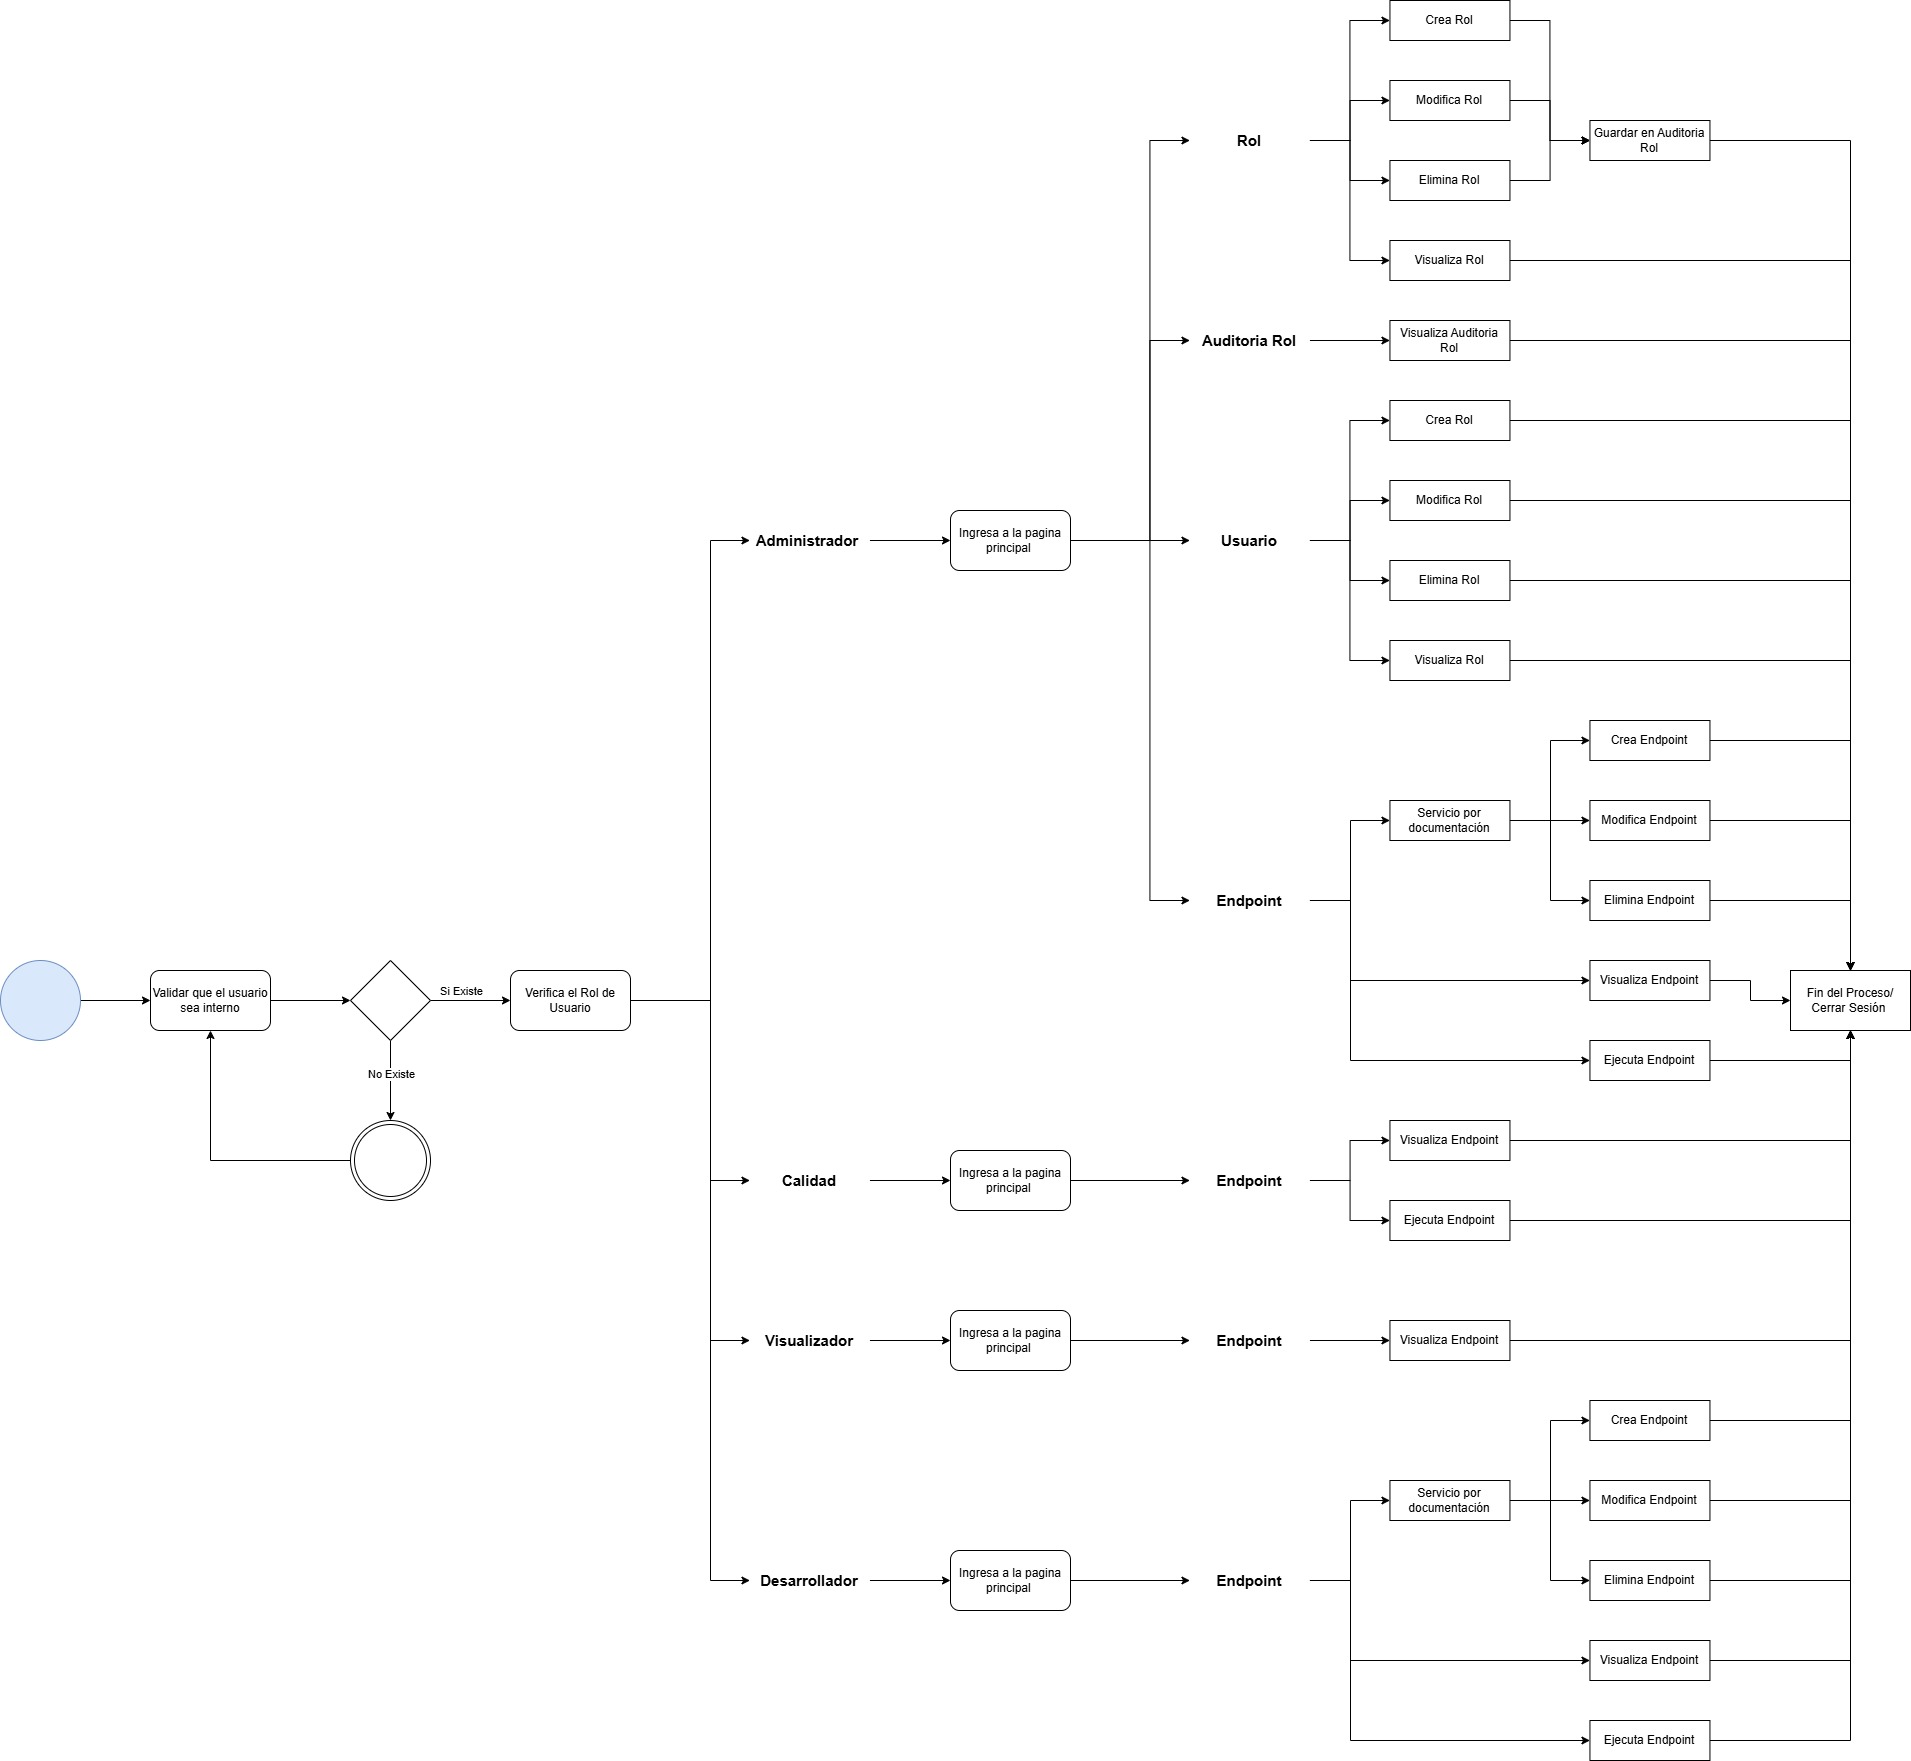 Crea Rol
Modifica Rol
Guardar en Auditoria
Rol
Rol
Elimina Rol
Visualiza Rol
Auditoria Rol
Visualiza Auditoria
Rol
Crea Rol
Modifica Rol
Administrador
Ingresa a la pagina
principal
Usuario
Elimina Rol
Visualiza Rol
Crea Endpoint
Servicio por
documentación
Modifica Endpoint
Endpoint
Elimina Endpoint
Validar que el usuario
sea interno
Si Existe
Verifica el Rol de
Usuario
Visualiza Endpoint
Fin del Proceso/
Cerrar Sesión
No Existe
Ejecuta Endpoint
Visualiza Endpoint
Calidad
Ingresa a la pagina
principal
Endpoint
Ejecuta Endpoint
Visualizador
Ingresa a la pagina
principal
Endpoint
Visualiza Endpoint
Crea Endpoint
Servicio por
documentación
Modifica Endpoint
Desarrollador
Ingresa a la pagina
principal
Endpoint
Elimina Endpoint
Visualiza Endpoint
Ejecuta Endpoint